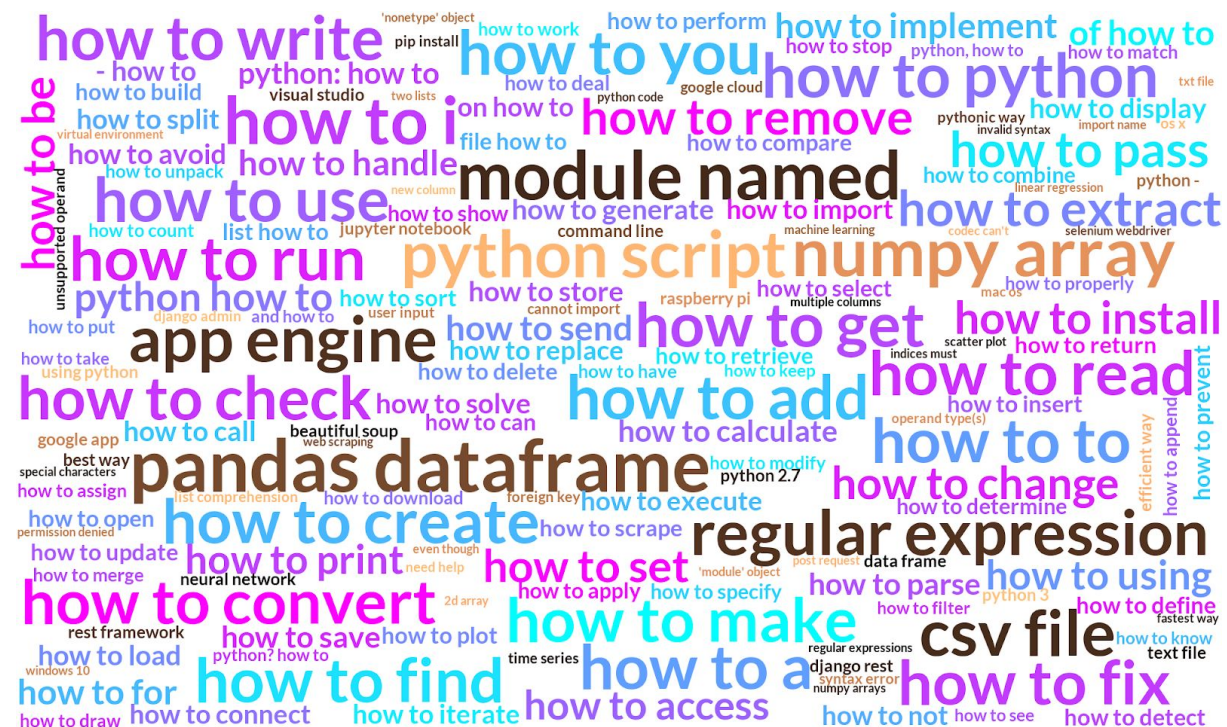 how to write
'nonetype' object
pip install
how to work
how to you
how to perform
how to implement
of how to
how to stop
python, how to
how to match
- how to
python: how to
how to deal
google cloud
how to python
txt file
how to be
how to build
visual studio
two lists
python code
how to split
how to i
on how to
how to remove
pythonic way
how to display
invalid syntax
import name
os x
virtual environment
file how to
how to compare
how to pass
how to avoid
how to handle
module named
how to unpack
how to combine
linear regression
python -
unsupported operand
how to use
new column
how to show
how to generate
how to import
how to extract
how to count
list how to
jupyter notebook
command line
machine learning
codec can't
selenium webdriver
how to run
python script
numpy array
python how to
how to sort
how to store
raspberry pi
how to select
multiple columns
mac os
how to properly
django admin
and how to
user input
cannot import
how to put
app engine
how to send
how to get
how to install
how to replace
how to retrieve
indices must
scatter plot
how to return
how to take
using python
how to delete
how to have
how to keep
how to read
how to prevent
how to check
how to solve
how to add
how to insert
how to append
how to can
operand type(s)
efficient way
google app
how to call
beautiful soup
web scraping
how to calculate
how to to
best way
special characters
pandas dataframe
how to modify
python 2.7
how to assign
list comprehension
how to download
foreign key
how to execute
how to change
how to determine
how to open
permission denied
how to create
how to scrape
regular expression
how to update
how to print
even though
need help
how to set
'module' object
post request
data frame
how to merge
neural network
how to apply
how to specify
how to parse
how to using
python 3
how to convert
2d array
how to make
how to filter
how to define
fastest way
rest framework
how to save
how to plot
csv file
how to know
regular expressions
text file
how to load
python? how to
time series
how to a
django rest
windows 10
how to for
how to find
syntax error
numpy arrays
how to fix
how to draw
how to connect
how to iterate
how to access
how to not
how to see
how to detect